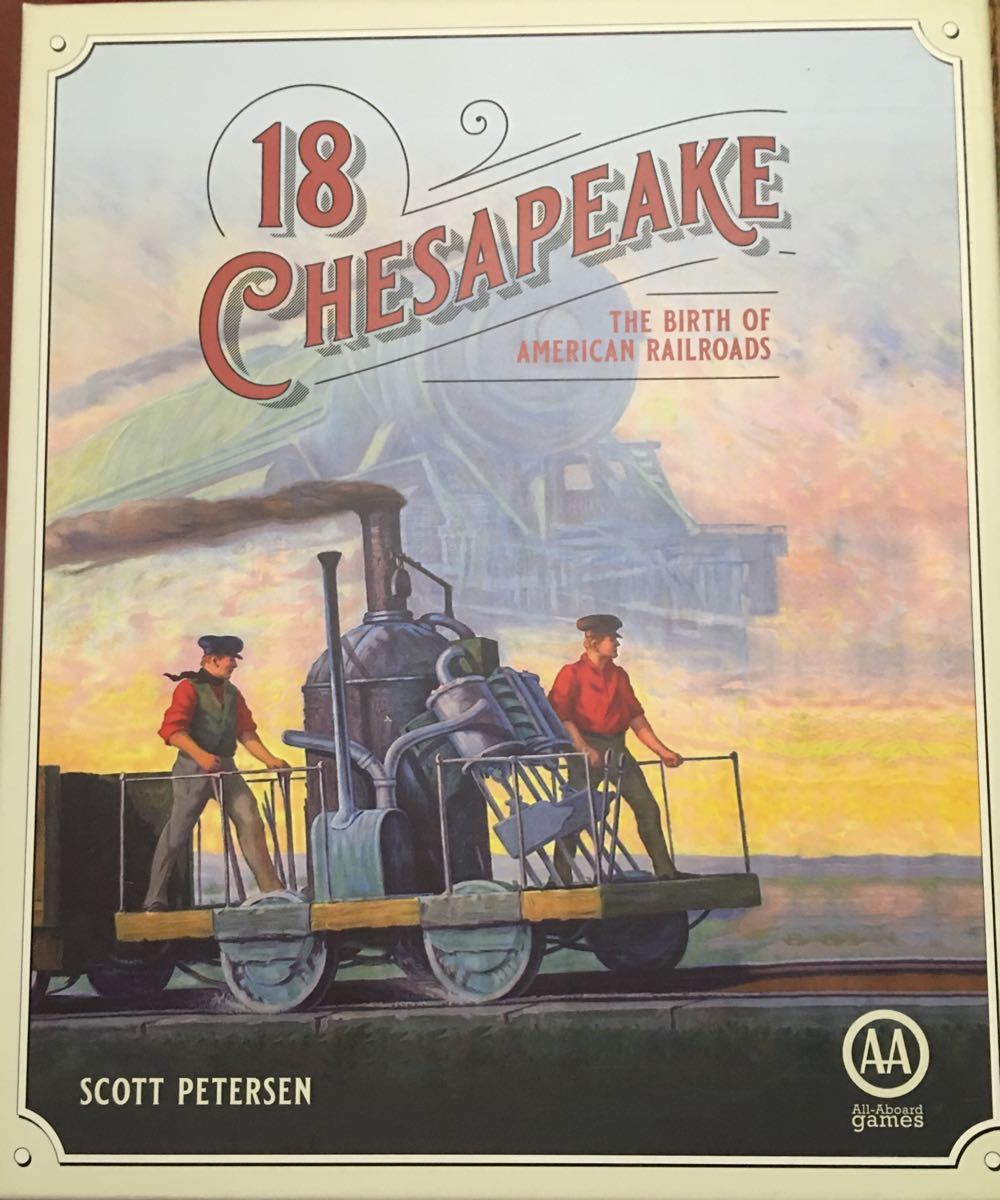 18
CHESAPEAKE
THE BIRTH OF
AMERICAN RAILROADS
SCOTT PETERSEN
AA
All-Aboard
games